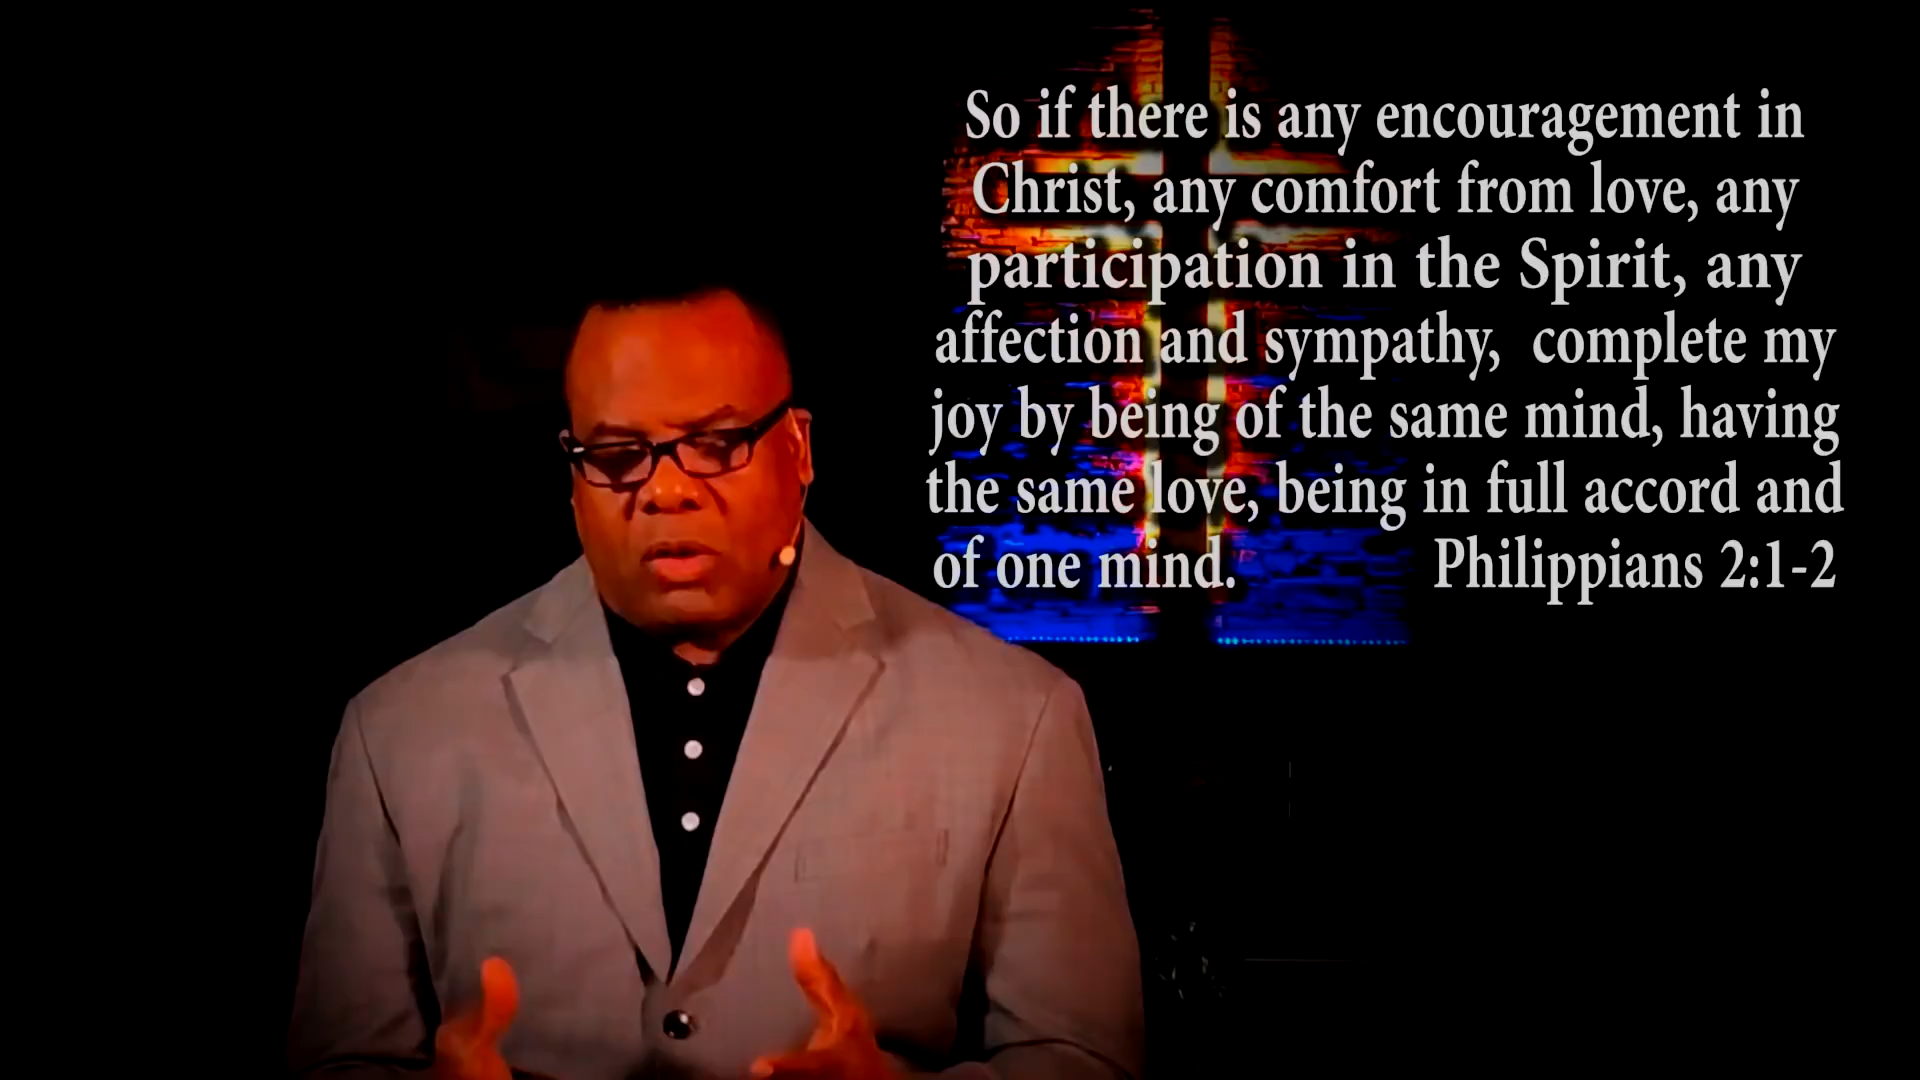 So if there is any encouragement in
Christ, any comfort from love, any
participation in the Spirit, any
affection and sympathy,  complete my
joy by being of the same mind, having
the same love, being in full accord and
of one mind. Philippians 2:1-2